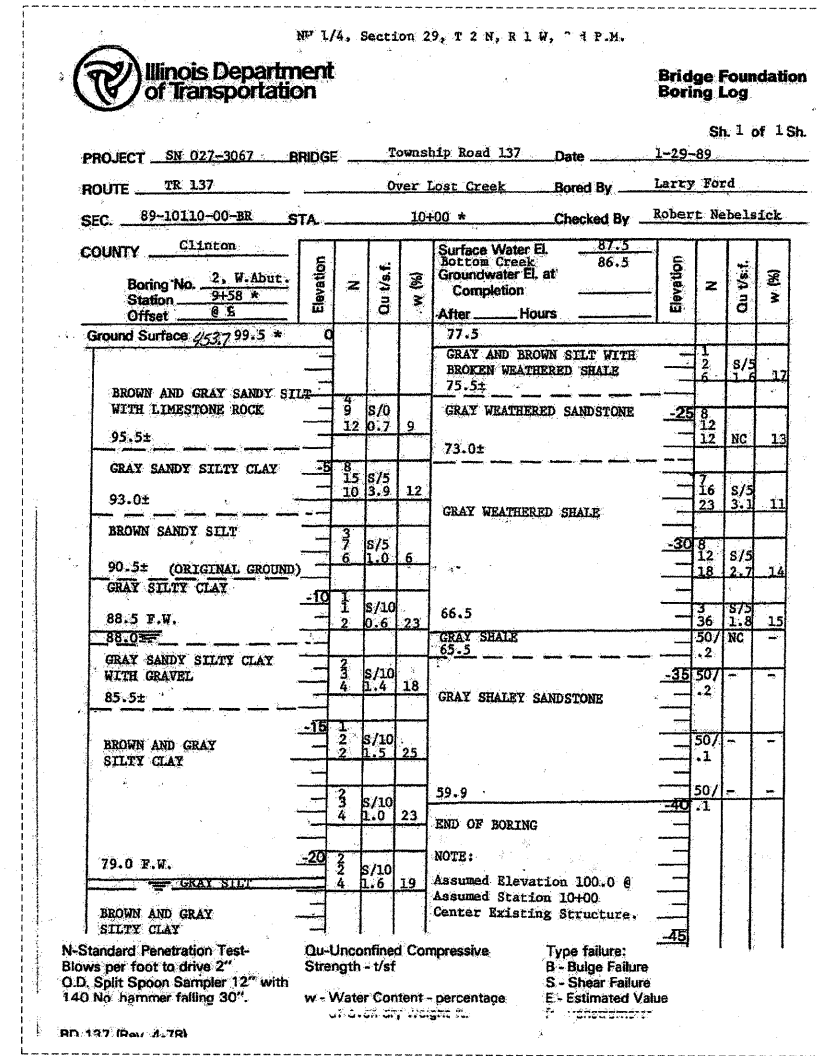 1/4, Section 29, T 2 N, R 1 W, P.M.
Illinois Department
of Transportation
Bridge Foundation
Boring Log
Sh. 1 of 1 Sh.
PROJECT SN 027-3067 BRIDGE Township Road 137 Date 1-29-89
ROUTE TR 137 Over Lost Creek Bored By Larry Ford
SEC. 89-10110-00-BR STA. 10+00 * Checked By Robert Nebelsick
COUNTY Clinton
Boring No. 2, W.Abut.
Station 9+58 *
Offset @ ℄
Ground Surface 453.7 99.5 * 0
Elevation
N
Qu t/s.f.
w (%)
BROWN AND GRAY SANDY SILT
WITH LIMESTONE ROCK
95.5±
4
9 S/0
12 0.7 9
GRAY SANDY SILTY CLAY
93.0±
-5 8
15 S/5
10 3.9 12
BROWN SANDY SILT
90.5± (ORIGINAL GROUND)
3
7 S/5
6 1.0 6
GRAY SILTY CLAY
88.5 F.W.
88.0
-10 1
1 S/10
2 0.6 23
GRAY SANDY SILTY CLAY
WITH GRAVEL
85.5±
2
3 S/10
4 1.4 18
BROWN AND GRAY
SILTY CLAY
-15 1
2 S/10
2 1.5 25
2
3 S/10
4 1.0 23
79.0 F.W.
GRAY SILT
-20 2
2 S/10
4 1.6 19
BROWN AND GRAY
SILTY CLAY
Surface Water El. 87.5
Bottom Creek 86.5
Groundwater El. at
Completion
After Hours
Elevation
N
Qu t/s.f.
w (%)
77.5
GRAY AND BROWN SILT WITH
BROKEN WEATHERED SHALE
75.5±
1
2 S/5
6 1.6 17
GRAY WEATHERED SANDSTONE
73.0±
-25 8
12
12 NC 13
GRAY WEATHERED SHALE
7
16 S/5
23 3.1 11
-30 8
12 S/5
18 2.7 14
66.5
3 S/5
36 1.8 15
GRAY SHALE
65.5
50/ NC -
.2
GRAY SHALEY SANDSTONE
-35 50/ - -
.2
50/ - -
.1
59.9
50/ - -
-40 .1
END OF BORING
NOTE:
Assumed Elevation 100.0 @
Assumed Station 10+00
Center Existing Structure.
-45
N-Standard Penetration Test-
Blows per foot to drive 2"
O.D. Split Spoon Sampler 12" with
140 No. hammer falling 30".
Qu-Unconfined Compressive
Strength - t/sf
w - Water Content - percentage
Type failure:
B - Bulge Failure
S - Shear Failure
E - Estimated Value
BD 137 (Rev. 4-78)